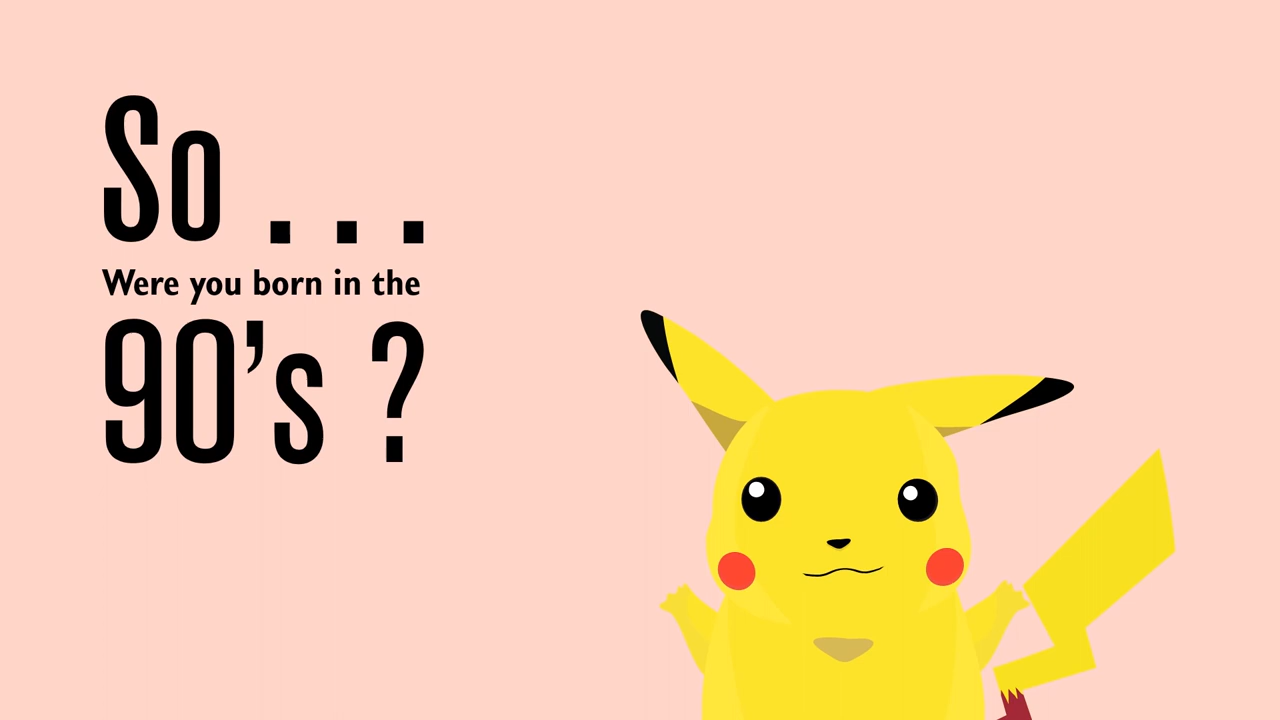 So . . .
Were you born in the
90’s ?